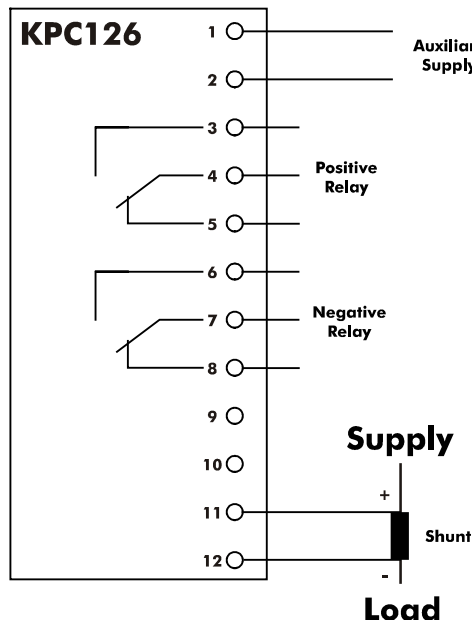 KPC126
1
Auxiliar
Supply
2
3
4
Positive
Relay
5
6
7
Negative
Relay
8
9
10
Supply
+
11
Shunt
12
-
Load